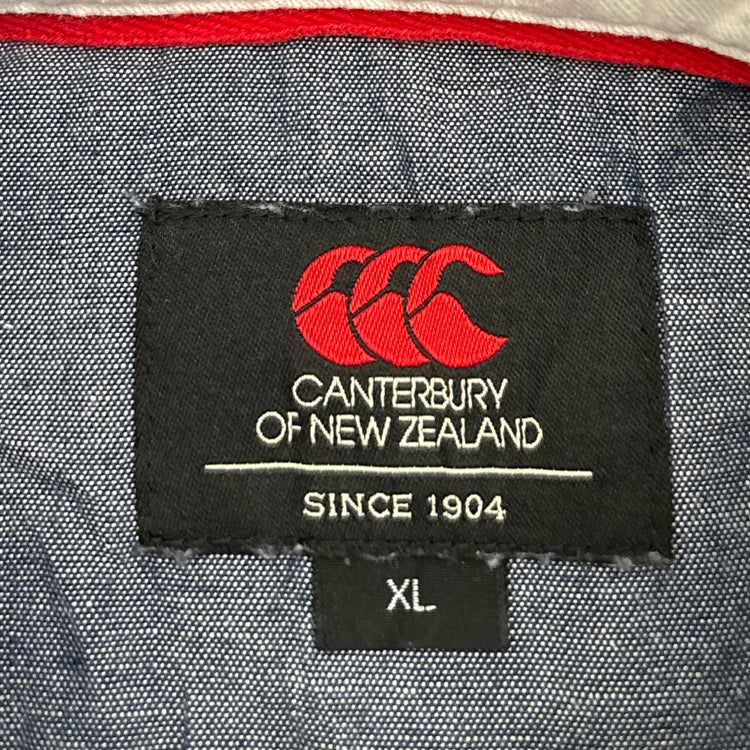 CANTERBURY
OF NEW ZEALAND
SINCE 1904
XL